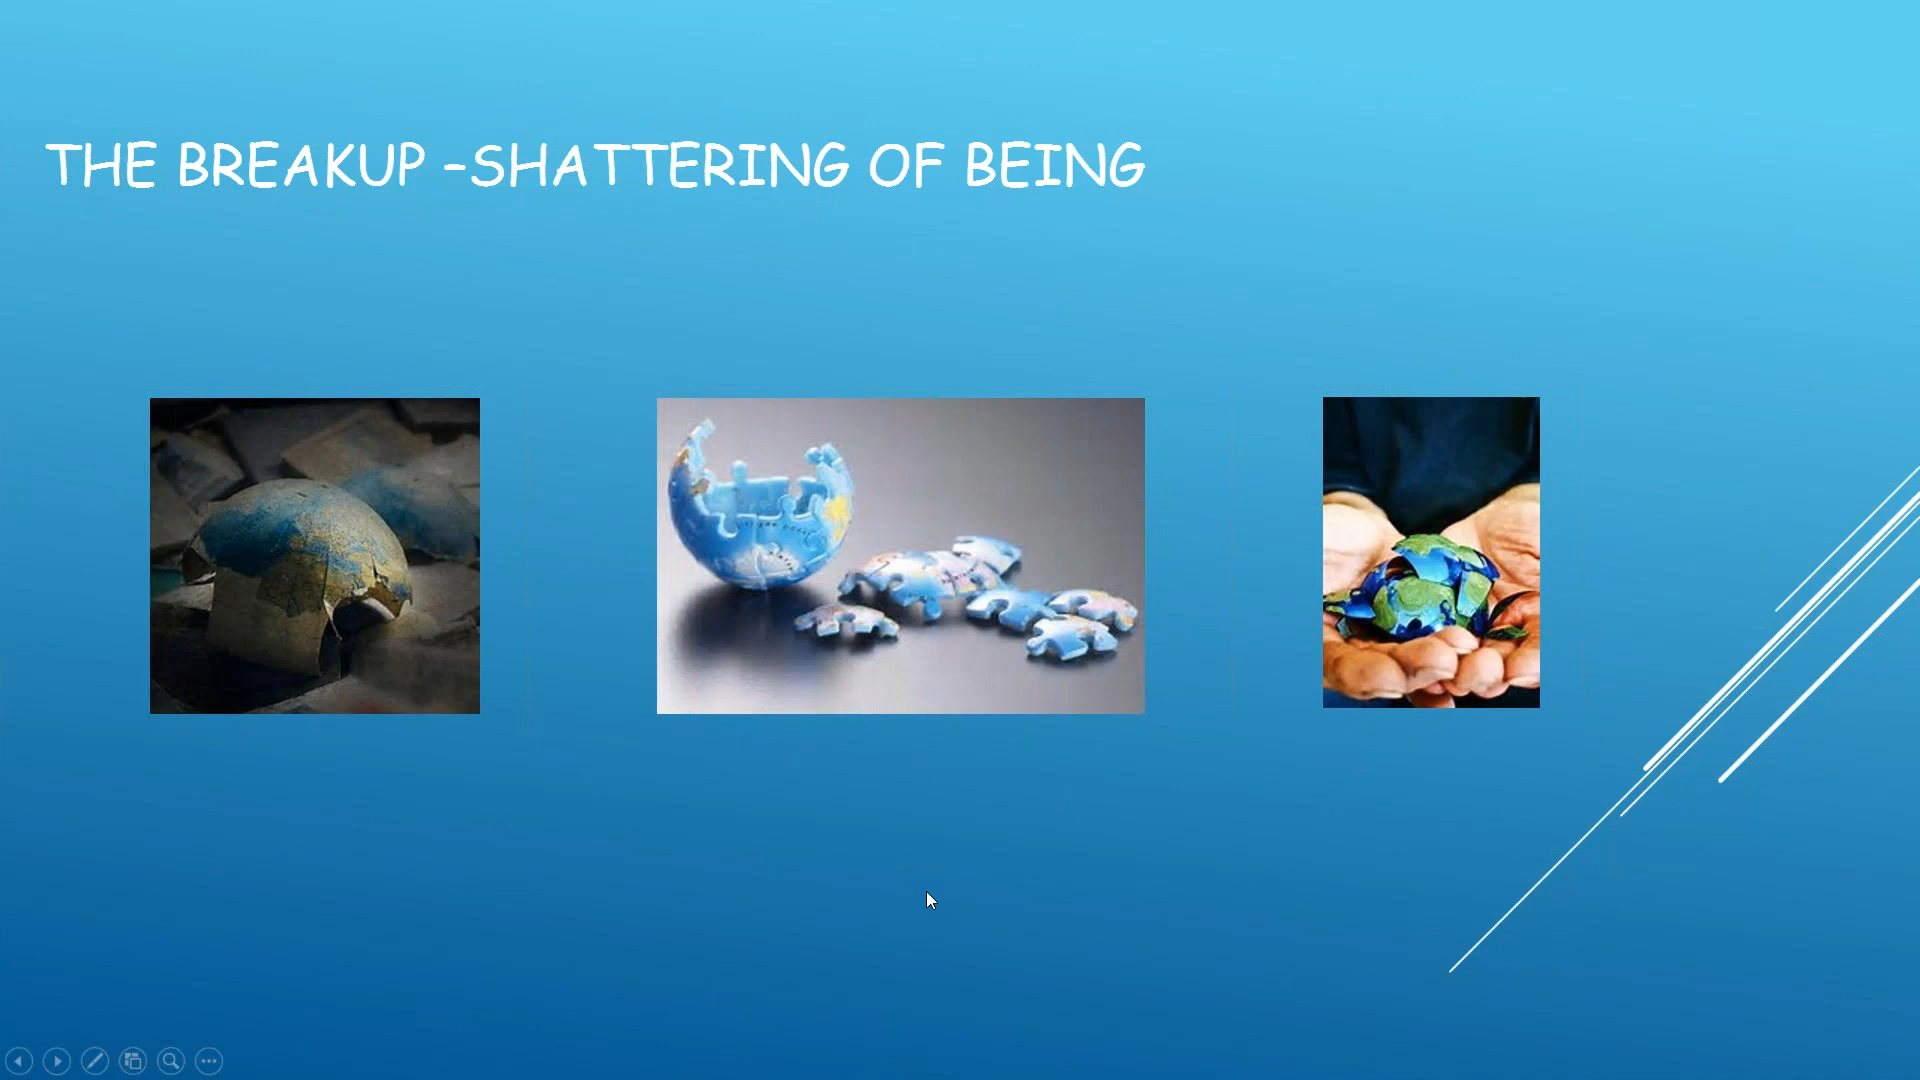 THE BREAKUP –SHATTERING OF BEING